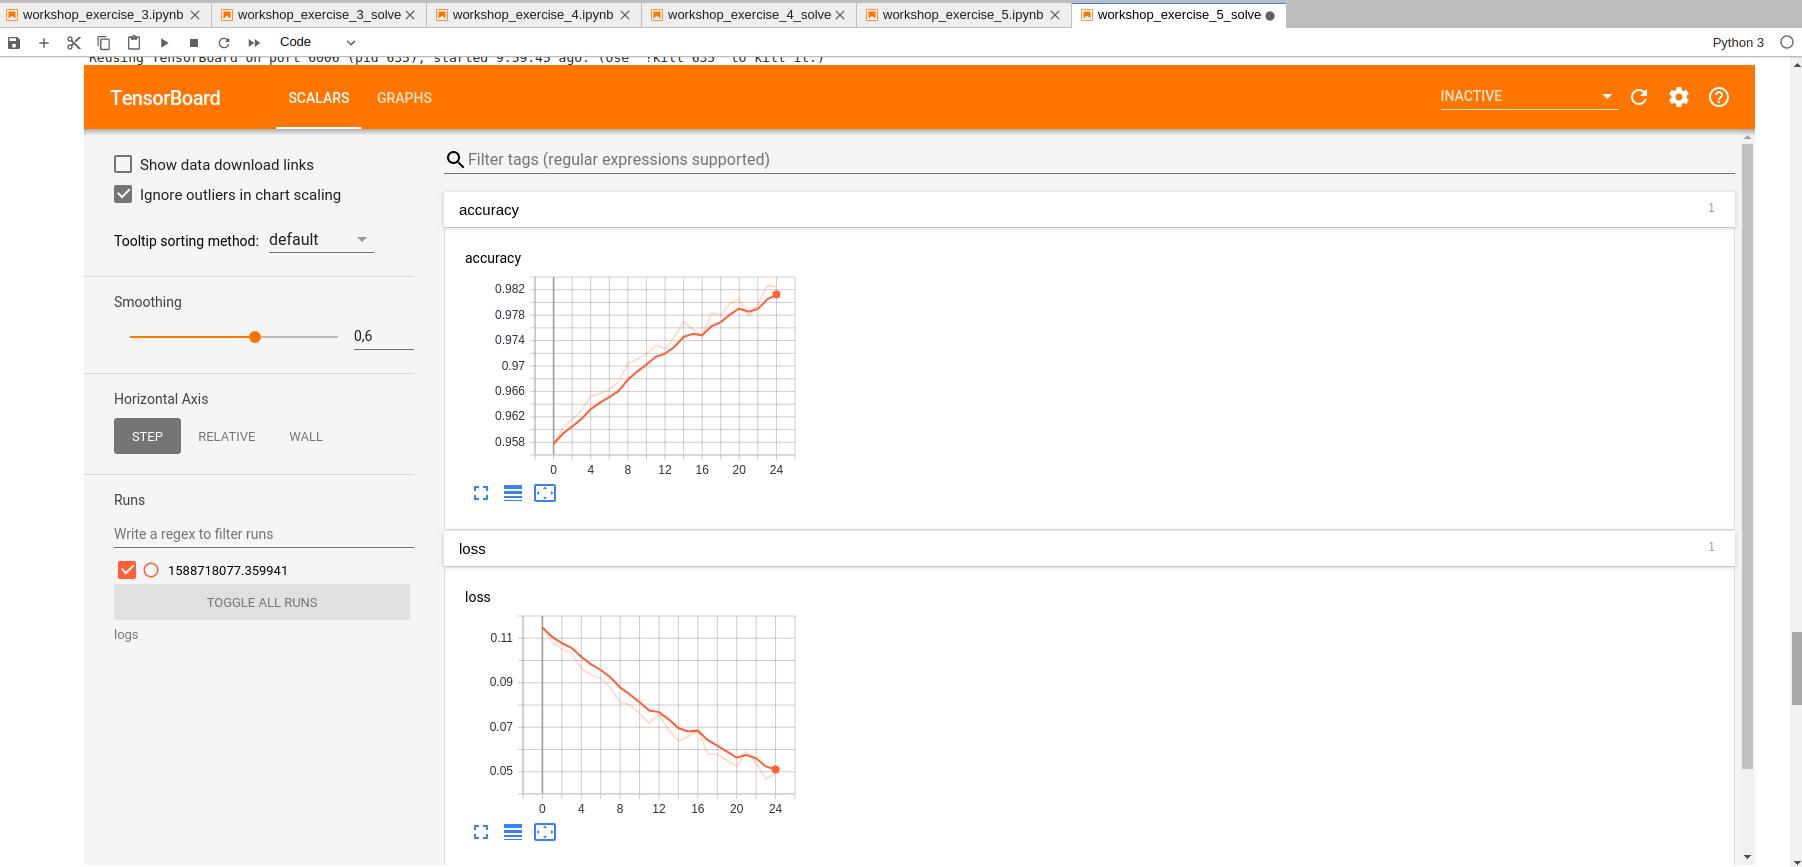 workshop_exercise_3.ipynb workshop_exercise_3_solve workshop_exercise_4.ipynb workshop_exercise_4_solve workshop_exercise_5.ipynb workshop_exercise_5_solve
Code Python 3
Reusing TensorBoard on port 6006 (pid 635), started 9:59:45 ago. (Use '!kill 635' to kill it.)
TensorBoard SCALARS GRAPHS INACTIVE
Show data download links
Ignore outliers in chart scaling
Tooltip sorting method: default
Smoothing
0,6
Horizontal Axis
STEP RELATIVE WALL
Runs
Write a regex to filter runs
1588718077.359941
TOGGLE ALL RUNS
logs
Filter tags (regular expressions supported)
accuracy 1
accuracy
0.982
0.978
0.974
0.97
0.966
0.962
0.958
0 4 8 12 16 20 24
loss 1
loss
0.11
0.09
0.07
0.05
0 4 8 12 16 20 24